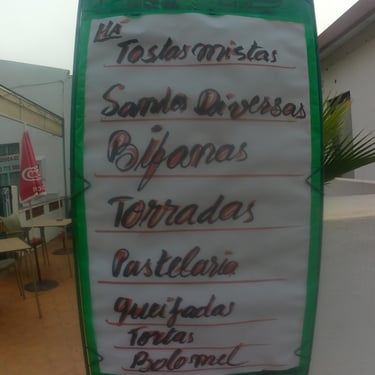 HÁ
Tostas mistas
Sandes Diversas
Bifanas
Torradas
Pastelaria
queijadas
Tortas
Bolo mel